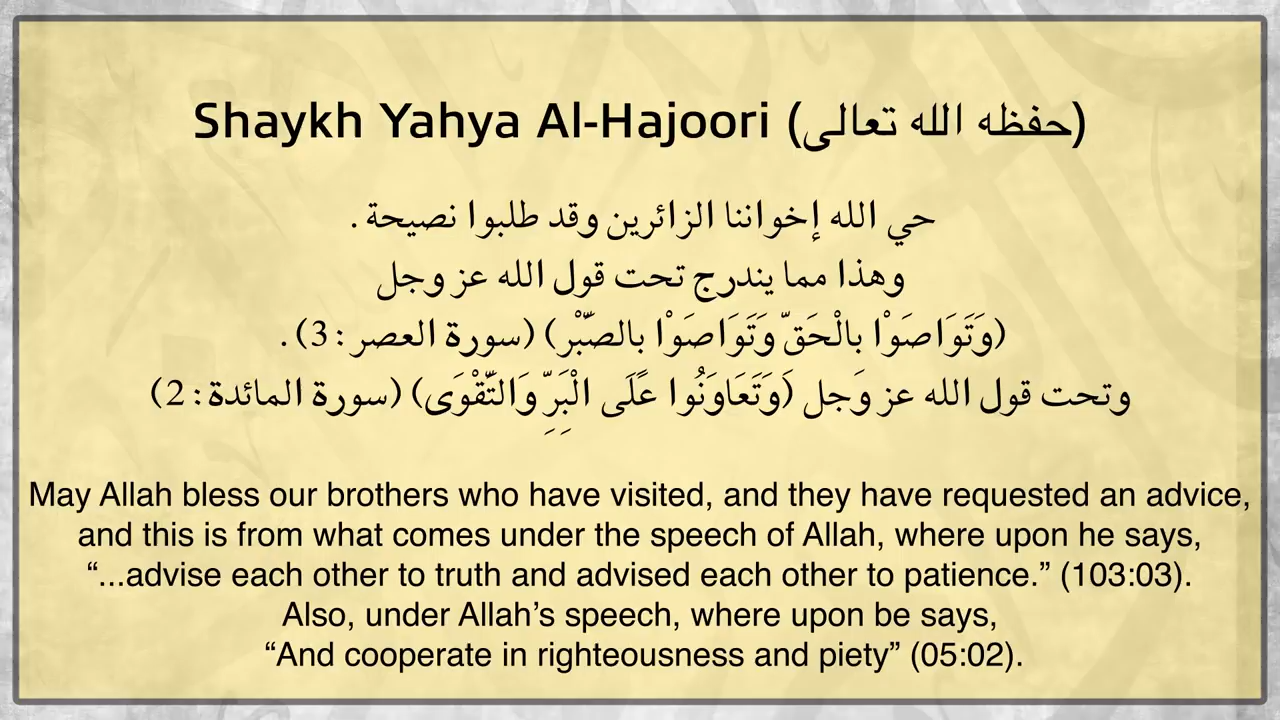 Shaykh Yahya Al-Hajoori (حفظه الله تعالى)
حي الله إخواننا الزائرين وقد طلبوا نصيحة.
وهذا مما يندرج تحت قول الله عز وجل
(وَتَوَاصَوْا بِالْحَقِّ وَتَوَاصَوْا بِالصَّبْرِ) (سورة العصر:3).
وتحت قول الله عز وَجل (وَتَعَاوَنُوا عَلَى الْبِرِّ وَالتَّقْوَى) (سورة المائدة:2)
May Allah bless our brothers who have visited, and they have requested an advice,
and this is from what comes under the speech of Allah, where upon he says,
“...advise each other to truth and advised each other to patience.” (103:03).
Also, under Allah’s speech, where upon be says,
“And cooperate in righteousness and piety” (05:02).